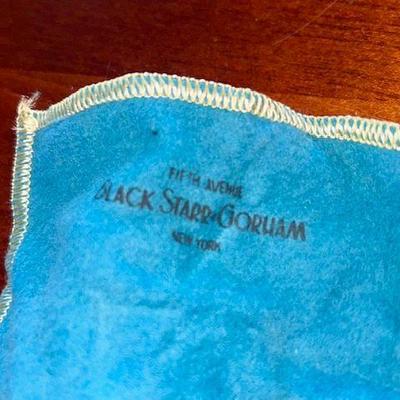 FIFTH AVENUE
BLACK STARR & GORHAM
NEW YORK